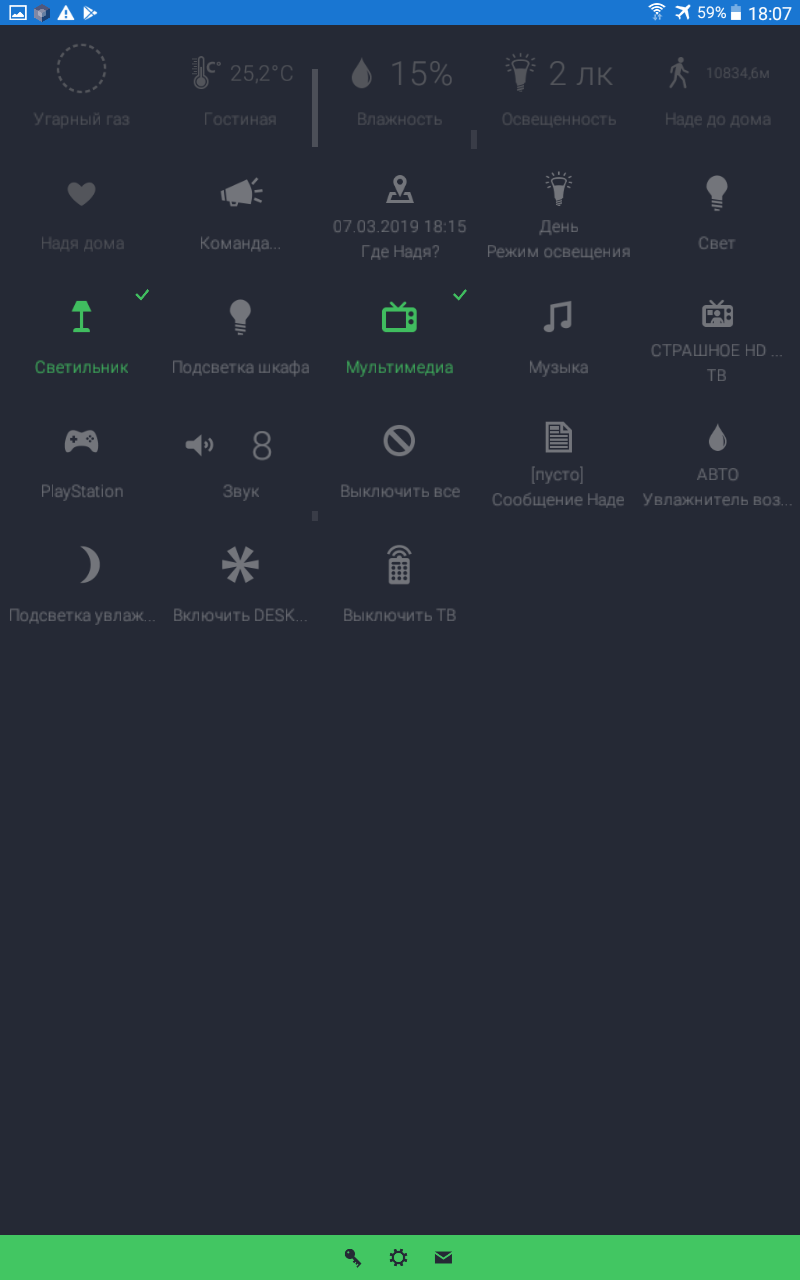 59% 18:07
C° 25,2°C 15% 2 лк 10834,6м
Угарный газ Гостиная Влажность Освещенность Наде до дома
07.03.2019 18:15 День
Надя дома Команда... Где Надя? Режим освещения Свет
СТРАШНОЕ HD ...
Светильник Подсветка шкафа Мультимедиа Музыка ТВ
8
[пусто] АВТО
PlayStation Звук Выключить все Сообщение Наде Увлажнитель воз...
Подсветка увлаж... Включить DESK... Выключить ТВ